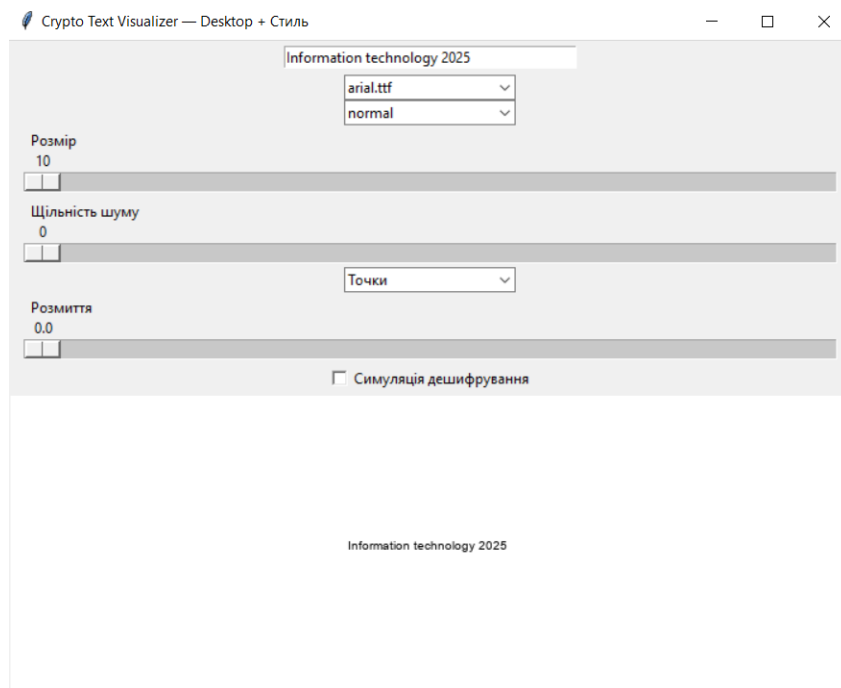 Crypto Text Visualizer — Desktop + Стиль
Information technology 2025
arial.ttf
normal
Розмір
10
Щільність шуму
0
Точки
Розмиття
0.0
Симуляція дешифрування
Information technology 2025